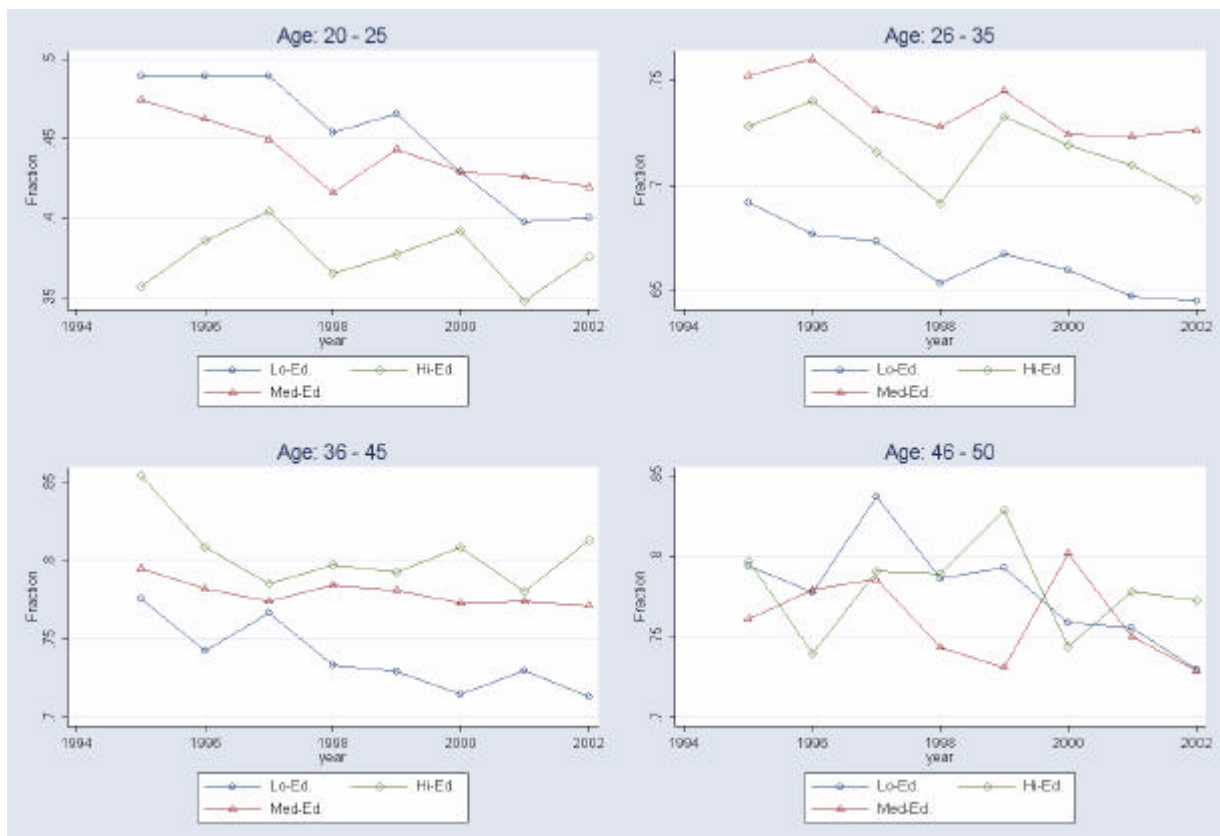 Age: 20 - 25
Fraction
.5
.45
.4
.35
1994 1996 1998 2000 2002
year
Lo-Ed. Hi-Ed.
Med-Ed.
Age: 26 - 35
Fraction
.75
.7
.65
1994 1996 1998 2000 2002
year
Lo-Ed. Hi-Ed.
Med-Ed.
Age: 36 - 45
Fraction
.85
.8
.75
.7
1994 1996 1998 2000 2002
year
Lo-Ed. Hi-Ed.
Med-Ed.
Age: 46 - 50
Fraction
.85
.8
.75
.7
1994 1996 1998 2000 2002
year
Lo-Ed. Hi-Ed.
Med-Ed.